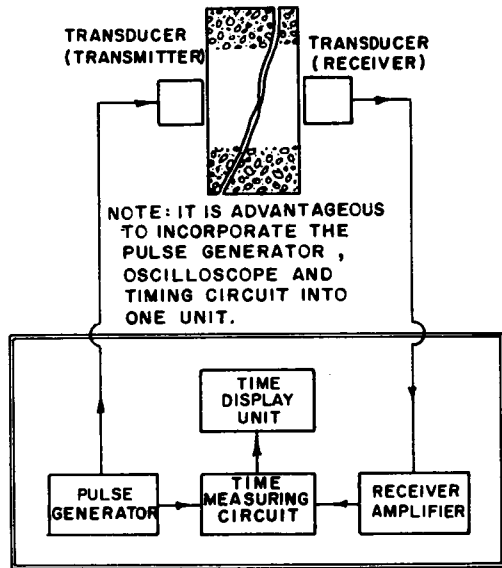 TRANSDUCER
(TRANSMITTER)
TRANSDUCER
(RECEIVER)
NOTE: IT IS ADVANTAGEOUS
TO INCORPORATE THE
PULSE GENERATOR ,
OSCILLOSCOPE AND
TIMING CIRCUIT INTO
ONE UNIT.
TIME
DISPLAY
UNIT
PULSE
GENERATOR
TIME
MEASURING
CIRCUIT
RECEIVER
AMPLIFIER